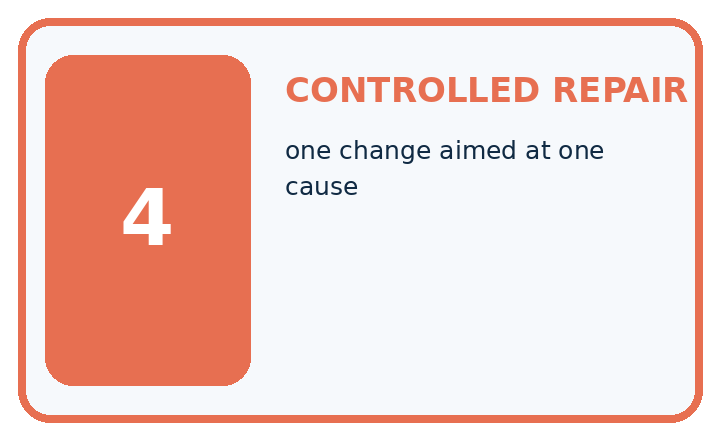 4
CONTROLLED REPAIR
one change aimed at one
cause